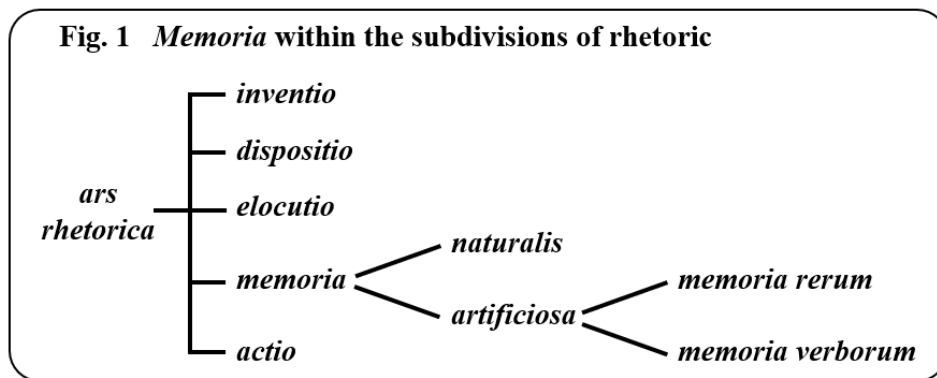 Fig. 1 Memoria within the subdivisions of rhetoric
inventio
dispositio
ars
rhetorica
elocutio
memoria
actio
naturalis
artificiosa
memoria rerum
memoria verborum